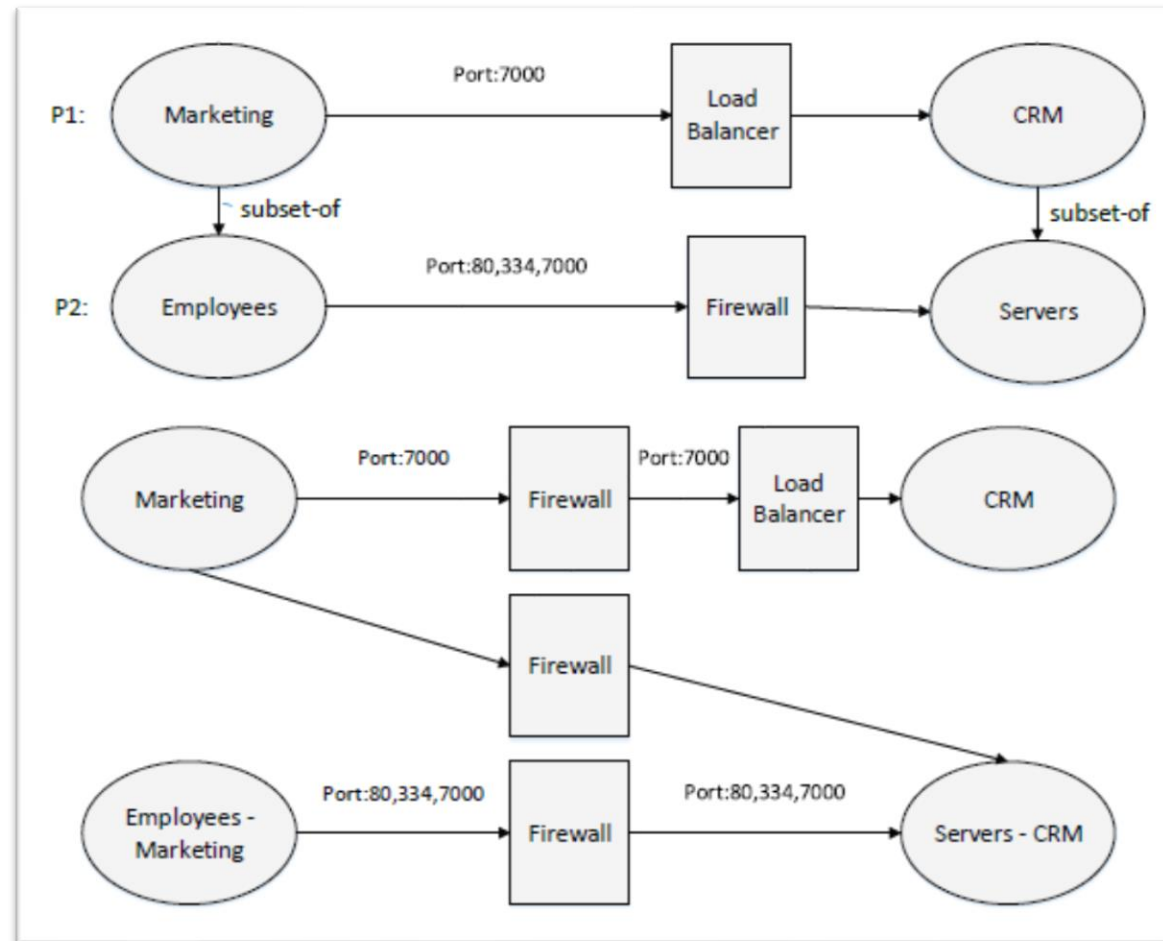 Port:7000
P1:
Marketing
Load
Balancer
CRM
subset-of
subset-of
Port:80,334,7000
P2:
Employees
Firewall
Servers
Port:7000
Port:7000
Marketing
Firewall
Load
Balancer
CRM
Firewall
Port:80,334,7000
Port:80,334,7000
Employees -
Marketing
Firewall
Servers - CRM